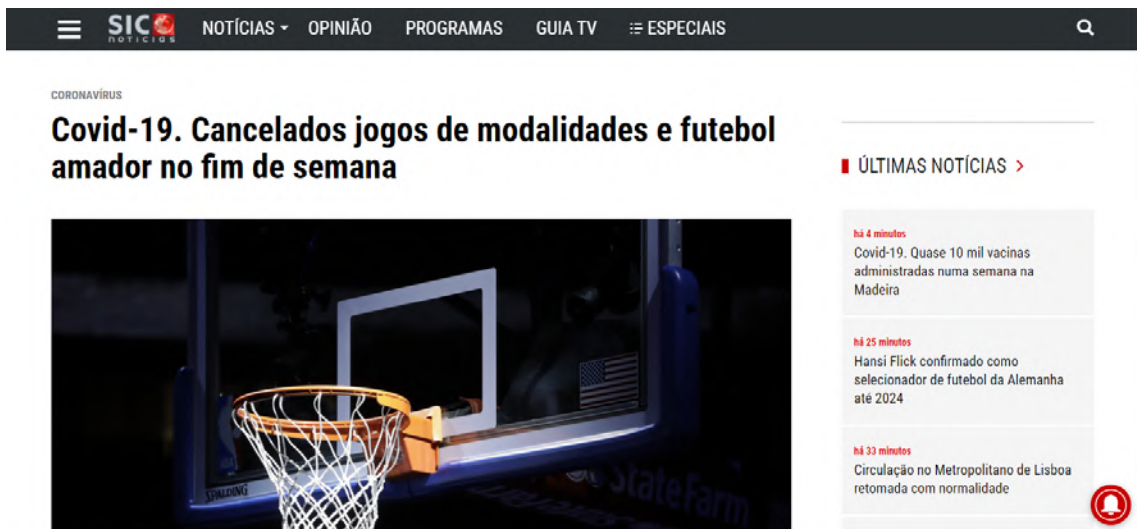 SIC
NOTÍCIAS
NOTÍCIAS OPINIÃO PROGRAMAS GUIA TV ESPECIAIS
CORONAVÍRUS
Covid-19. Cancelados jogos de modalidades e futebol
amador no fim de semana
SPALDING
StateFarm
ÚLTIMAS NOTÍCIAS >
há 4 minutos
Covid-19. Quase 10 mil vacinas
administradas numa semana na
Madeira
há 25 minutos
Hansi Flick confirmado como
selecionador de futebol da Alemanha
até 2024
há 33 minutos
Circulação no Metropolitano de Lisboa
retomada com normalidade